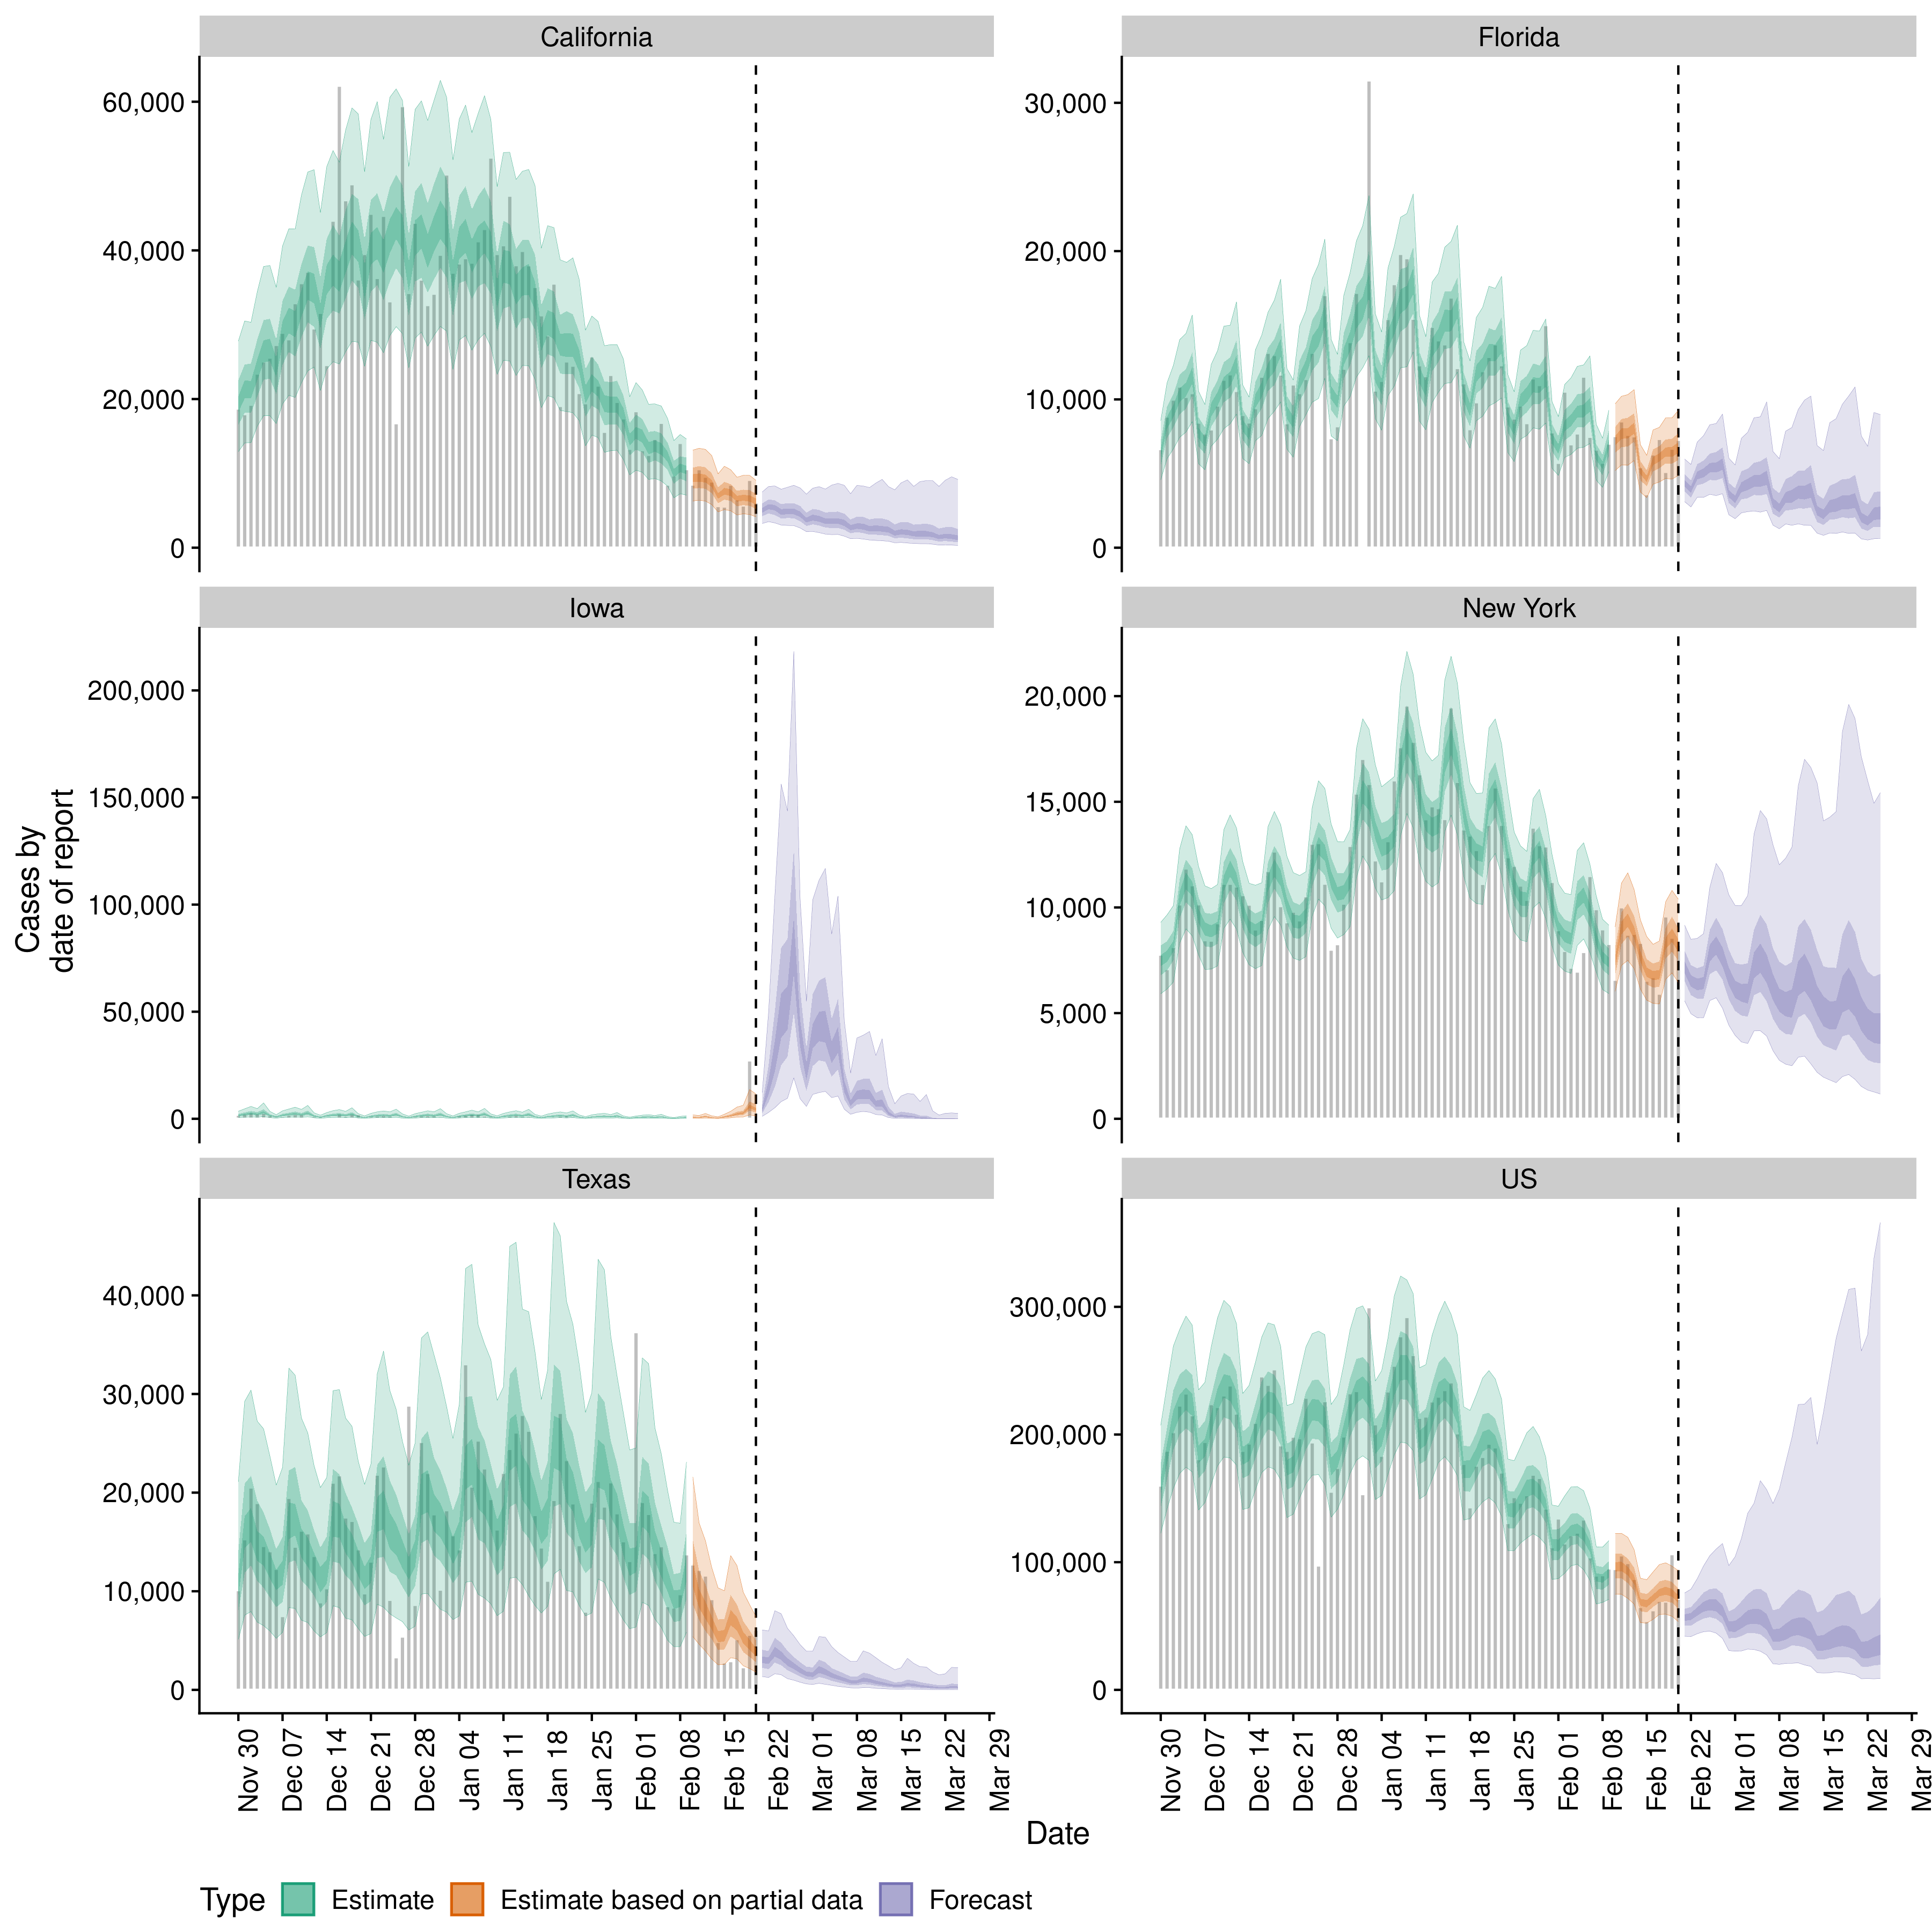 California
Florida
60,000
40,000
20,000
0
30,000
20,000
10,000
0
Iowa
New York
200,000
150,000
100,000
50,000
0
20,000
15,000
10,000
5,000
0
Cases by
date of report
Texas
US
40,000
30,000
20,000
10,000
0
300,000
200,000
100,000
0
Nov 30
Dec 07
Dec 14
Dec 21
Dec 28
Jan 04
Jan 11
Jan 18
Jan 25
Feb 01
Feb 08
Feb 15
Feb 22
Mar 01
Mar 08
Mar 15
Mar 22
Mar 29
Nov 30
Dec 07
Dec 14
Dec 21
Dec 28
Jan 04
Jan 11
Jan 18
Jan 25
Feb 01
Feb 08
Feb 15
Feb 22
Mar 01
Mar 08
Mar 15
Mar 22
Mar 29
Date
Type Estimate Estimate based on partial data Forecast